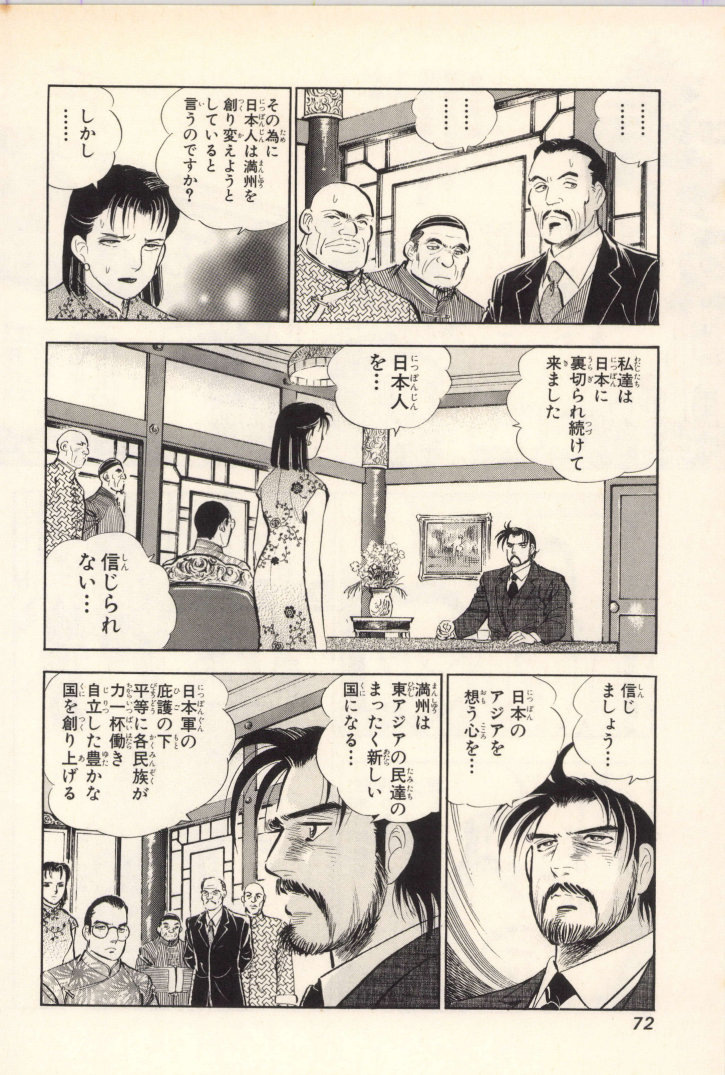 ………
………
………
………
その為に
日本人は満州を
創り変えようと
していると
言うのですか？
しかし
……
私達は
日本に
裏切られ続けて
来ました
日本人
を…
信じられ
ない…
信じ
ましょう…
日本の
アジアを
想う心を…
満州は
東アジアの民達の
まったく新しい
国になる…
日本軍の
庇護の下
平等に各民族が
力一杯働き
自立した豊かな
国を創り上げる
72